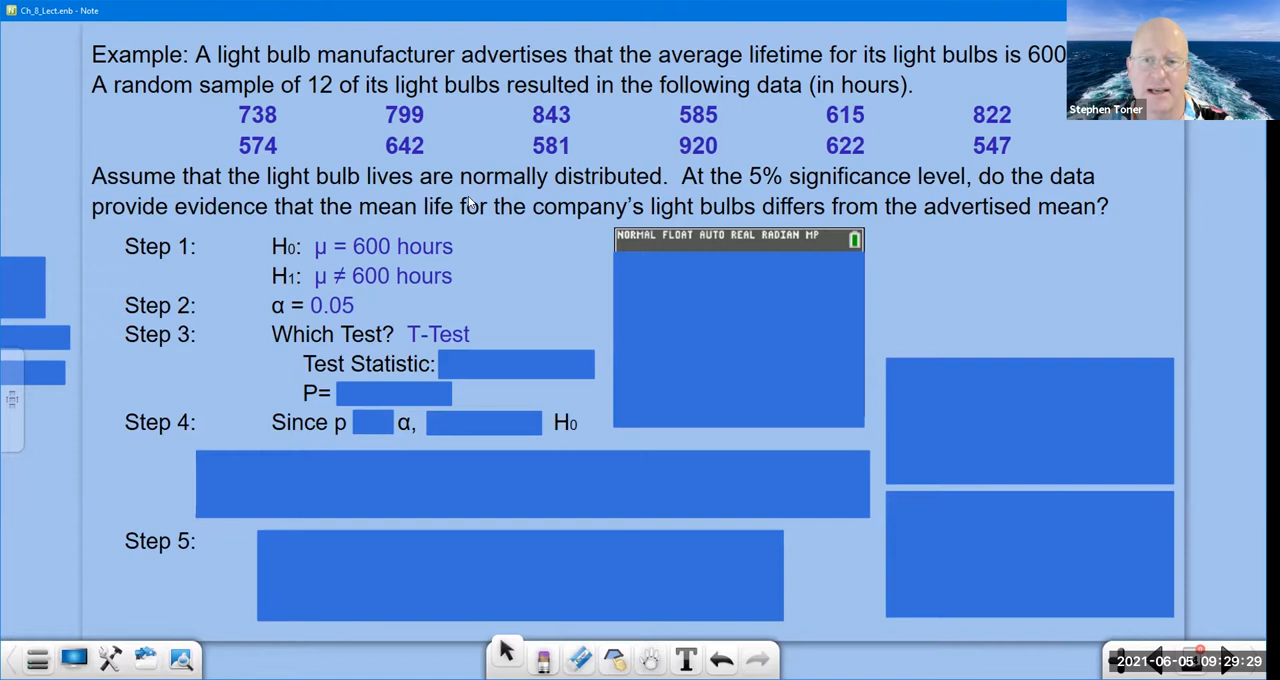 Ch_8_Lect.enb - Note
Example: A light bulb manufacturer advertises that the average lifetime for its light bulbs is 600
A random sample of 12 of its light bulbs resulted in the following data (in hours).
738 799 843 585 615 822
574 642 581 920 622 547
Assume that the light bulb lives are normally distributed. At the 5% significance level, do the data
provide evidence that the mean life for the company’s light bulbs differs from the advertised mean?
Stephen Toner
Step 1: H0: μ = 600 hours
H1: μ ≠ 600 hours
Step 2: α = 0.05
Step 3: Which Test? T-Test
Test Statistic:
P=
Step 4: Since p α, H0
Step 5:
NORMAL FLOAT AUTO REAL RADIAN MP
2021-06-05 09:29:29